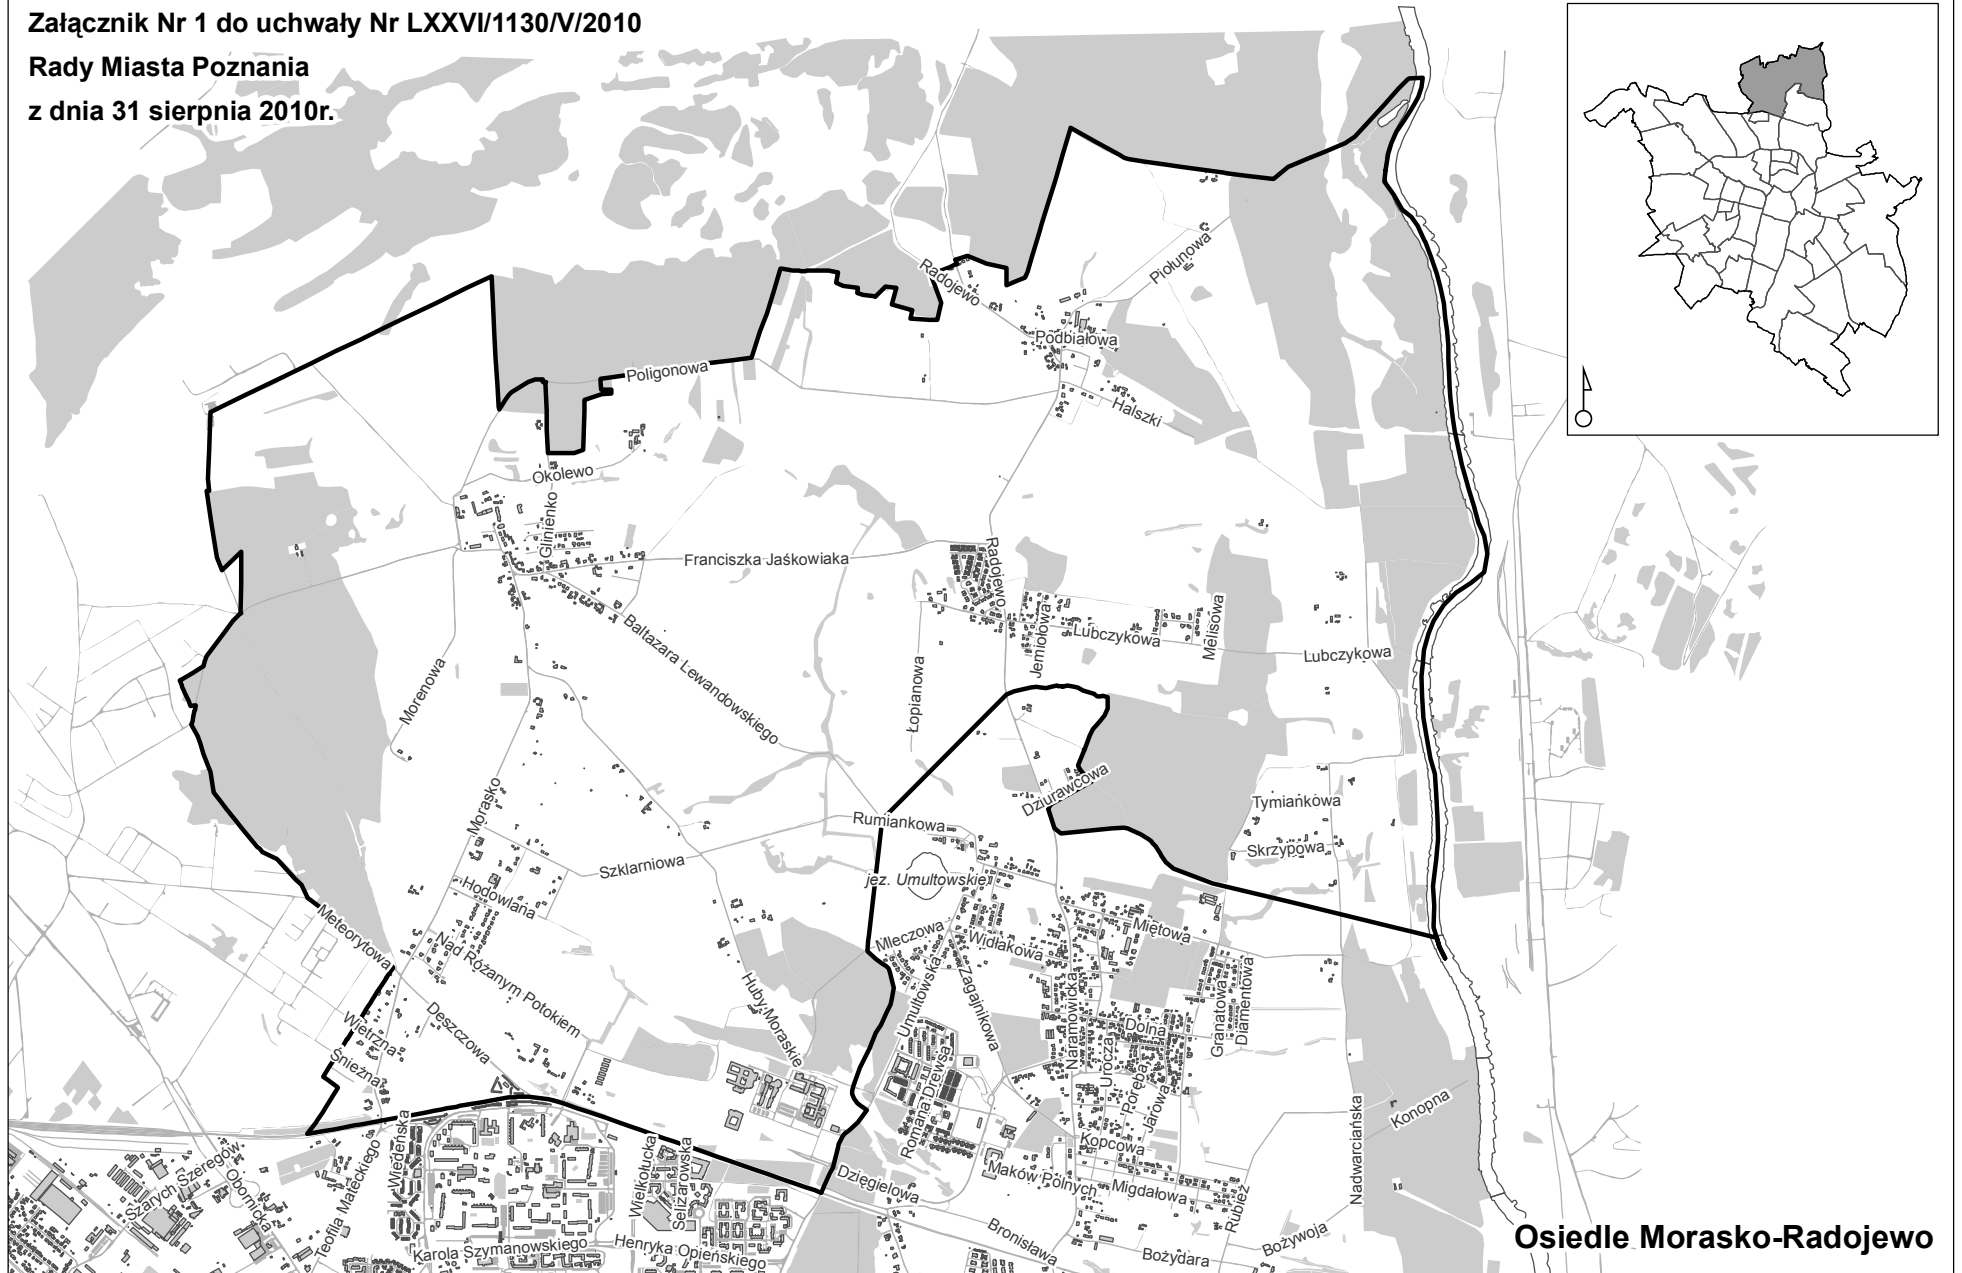 Załącznik Nr 1 do uchwały Nr LXXVI/1130/V/2010
Rady Miasta Poznania
z dnia 31 sierpnia 2010r.
Radojewo
Piołunowa
Podbiałowa
Halszki
Poligonowa
Okolewo
Glinienko
Franciszka Jaśkowiaka
Radojewo
Baltazara Lewandowskiego
Jemiołowa
Lubczykowa
Melisowa
Lubczykowa
Morenowa
Łopianowa
Morasko
Dziurawcowa
Tymiankowa
Rumiankowa
Skrzypowa
Szklarniowa
jez. Umultowskie
Hodowlana
Meteorytowa
Nad Różanym Potokiem
Mleczowa
Widłakowa
Miętowa
Huby Moraskie
Umultowska
Zagajnikowa
Naramowicka
Granatowa
Diamentowa
Deszczowa
Wietrzna
Śnieżna
Dolna
Urocza
Poręba
Jarowa
Romana Drewsa
Konopna
Nadwarciańska
Wiedeńska
Wielkołucka
Selizarowska
Kopcowa
Maków Polnych
Migdałowa
Rubież
Dzięgielowa
Szarych Szeregów
Obornicka
Teofila Mateckiego
Karola Szymanowskiego
Henryka Opieńskiego
Bronisława
Bożydara
Bożywoja
Osiedle Morasko-Radojewo